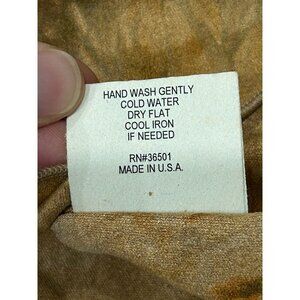 HAND WASH GENTLY
COLD WATER
DRY FLAT
COOL IRON
IF NEEDED
RN#36501
MADE IN U.S.A.